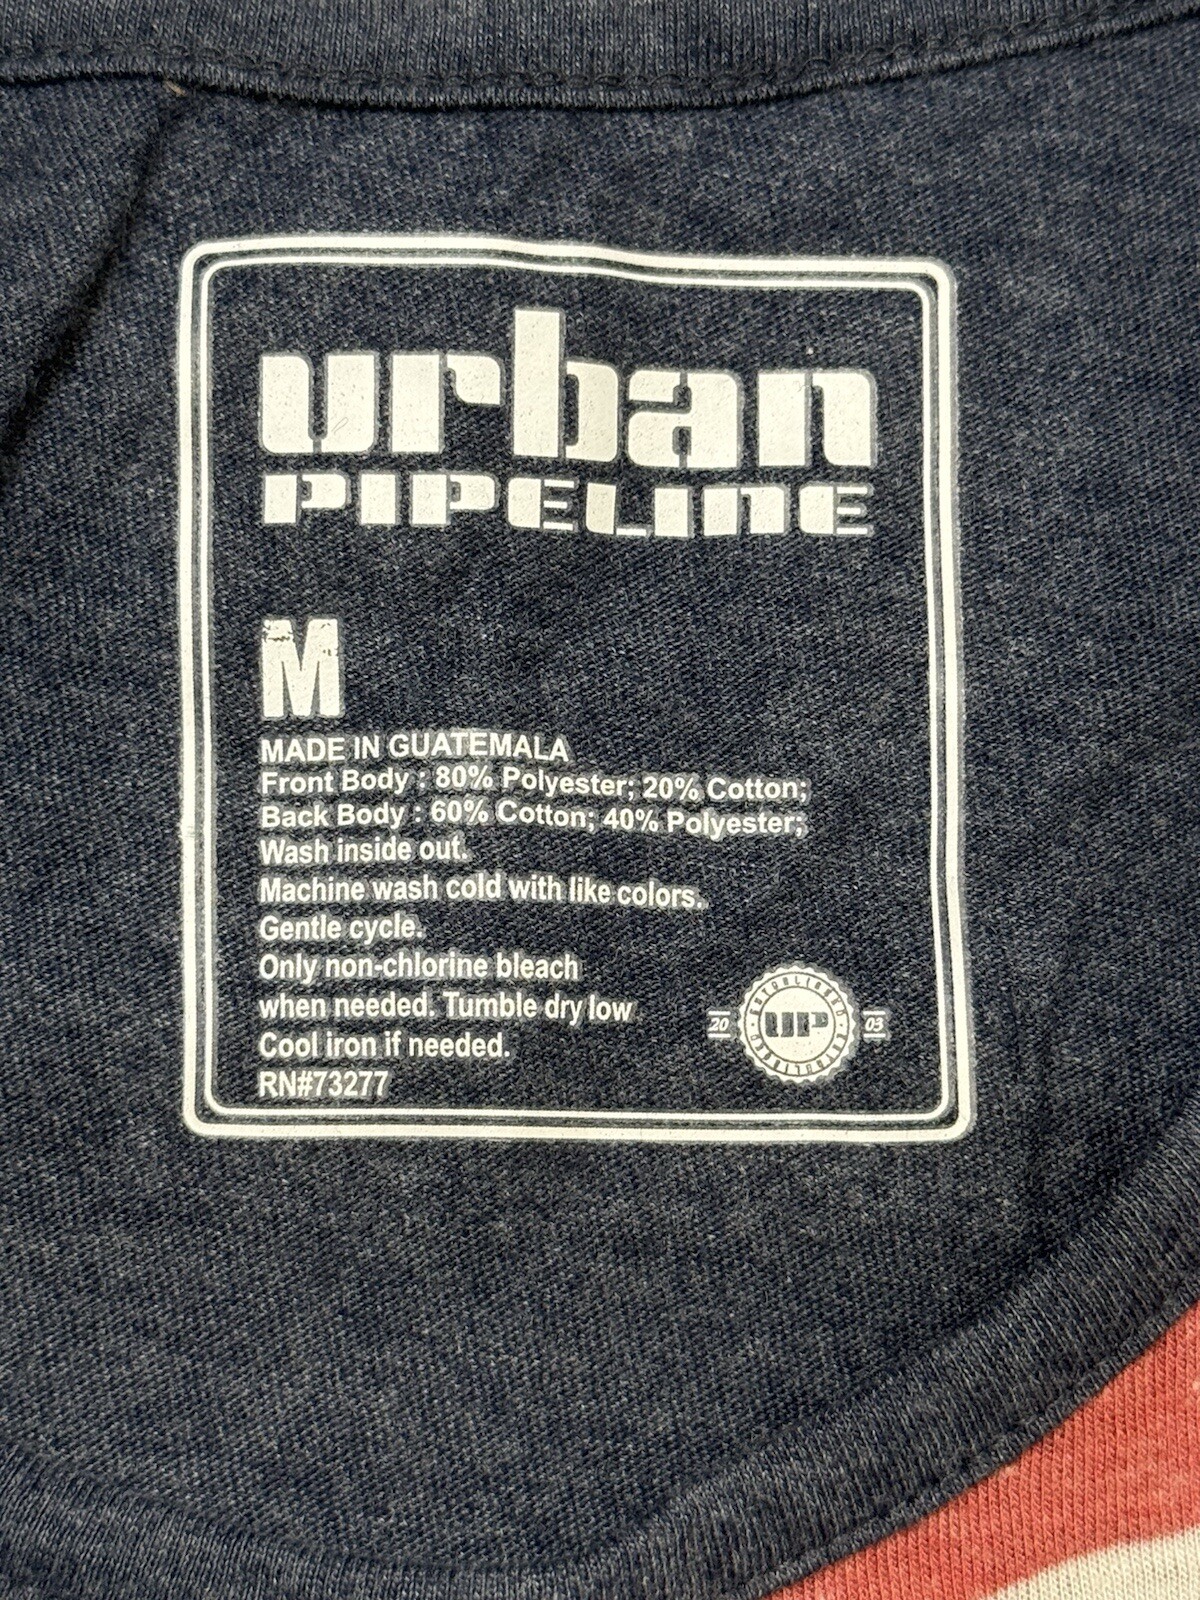 urban
PIPELINE
M
MADE IN GUATEMALA
Front Body : 80% Polyester; 20% Cotton;
Back Body : 60% Cotton; 40% Polyester;
Wash inside out.
Machine wash cold with like colors.
Gentle cycle.
Only non-chlorine bleach
when needed. Tumble dry low
Cool iron if needed.
RN#73277
ESTABLISHED
20 UP 03
ESTABLISHED